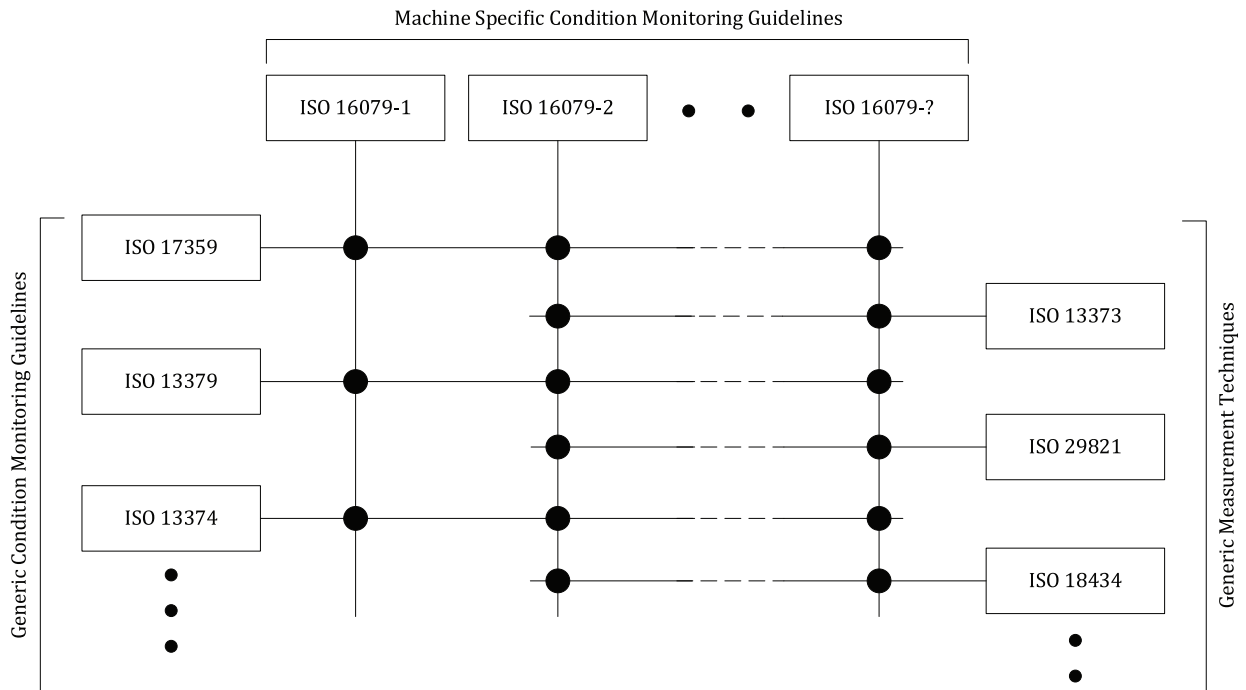 Machine Specific Condition Monitoring Guidelines
ISO 16079-1
ISO 16079-2
ISO 16079-?
Generic Condition Monitoring Guidelines
ISO 17359
ISO 13379
ISO 13374
ISO 13373
ISO 29821
ISO 18434
Generic Measurement Techniques